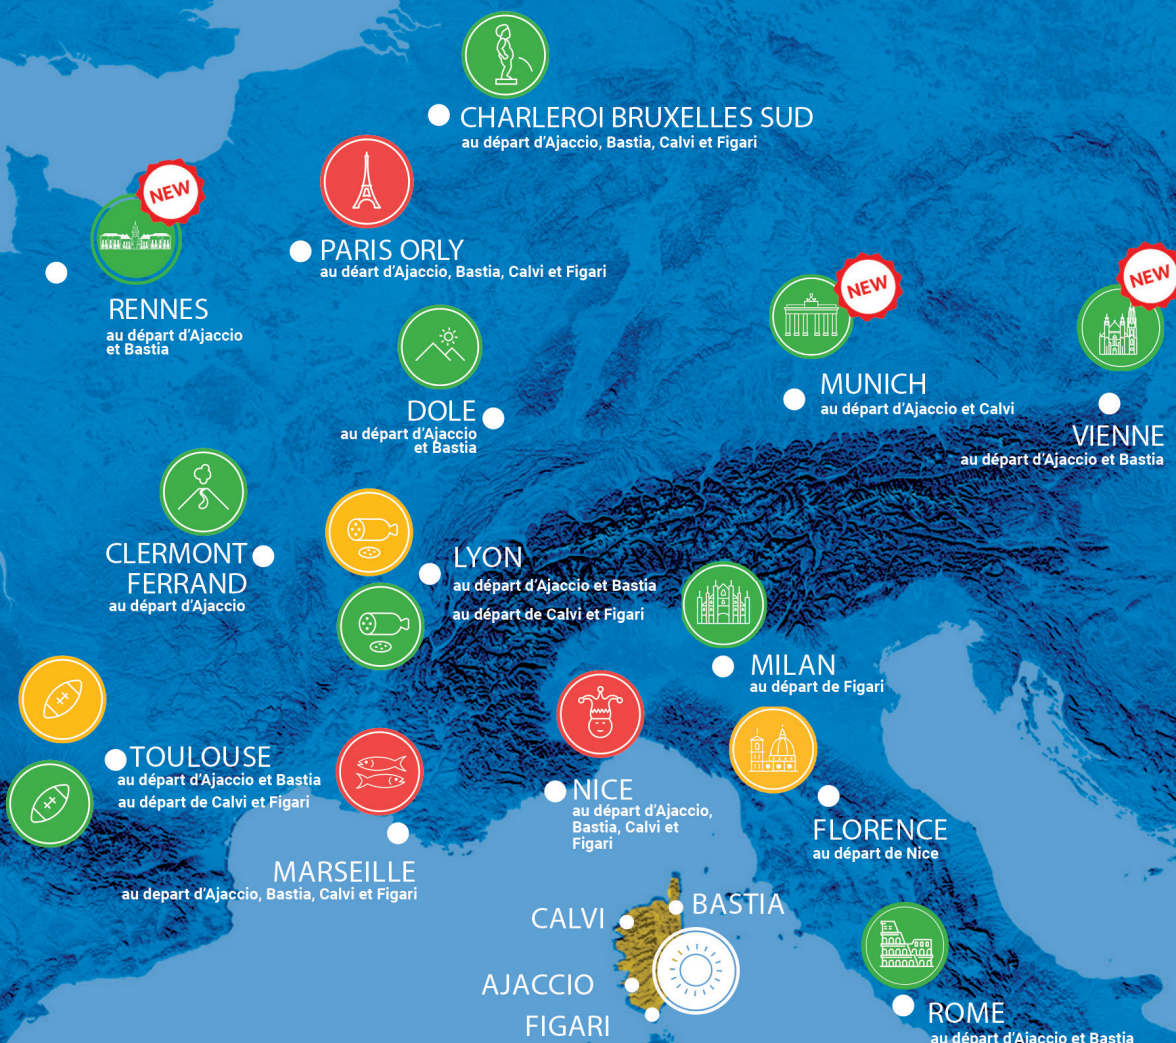 CHARLEROI BRUXELLES SUD
au départ d'Ajaccio, Bastia, Calvi et Figari
NEW
PARIS ORLY
au déart d'Ajaccio, Bastia, Calvi et Figari
RENNES
au départ d'Ajaccio
et Bastia
NEW
NEW
MUNICH
au départ d'Ajaccio et Calvi
VIENNE
au départ d'Ajaccio et Bastia
DOLE
au départ d'Ajaccio
et Bastia
CLERMONT
FERRAND
au départ d'Ajaccio
LYON
au départ d'Ajaccio et Bastia
au départ de Calvi et Figari
MILAN
au départ de Figari
TOULOUSE
au départ d'Ajaccio et Bastia
au départ de Calvi et Figari
NICE
au départ d'Ajaccio,
Bastia, Calvi et
Figari
FLORENCE
au départ de Nice
MARSEILLE
au depart d'Ajaccio, Bastia, Calvi et Figari
BASTIA
CALVI
AJACCIO
FIGARI
ROME
au départ d'Ajaccio et Bastia